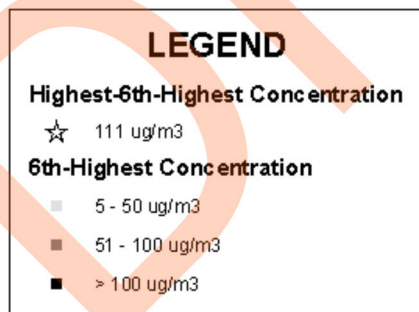 LEGEND
Highest-6th-Highest Concentration
111 ug/m3
6th-Highest Concentration
5 - 50 ug/m3
51 - 100 ug/m3
> 100 ug/m3